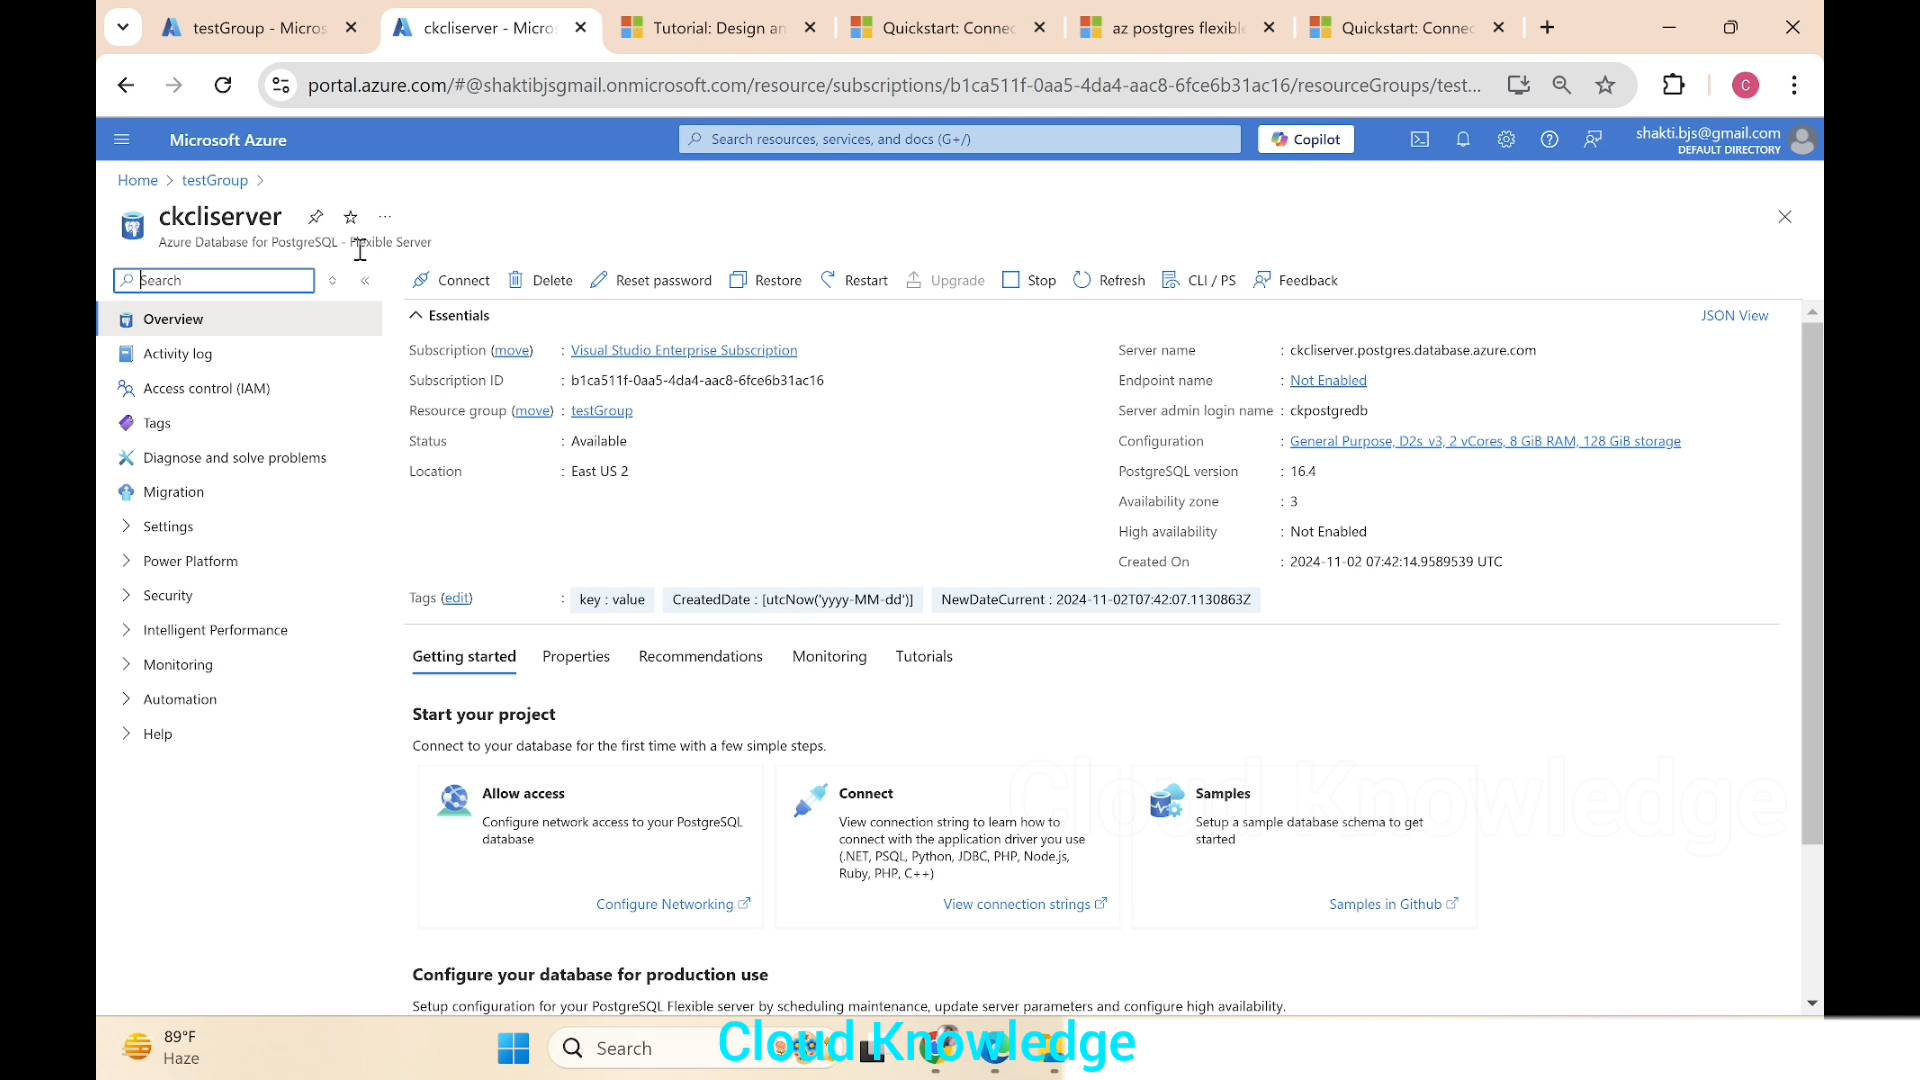 testGroup - Micros
ckcliserver - Micros
Tutorial: Design an
Quickstart: Connec
az postgres flexible
Quickstart: Connec
portal.azure.com/#@shaktibjsgmail.onmicrosoft.com/resource/subscriptions/b1ca511f-0aa5-4da4-aac8-6fce6b31ac16/resourceGroups/test...
C
Microsoft Azure
Search resources, services, and docs (G+/)
Copilot
shakti.bjs@gmail.com
DEFAULT DIRECTORY
Home > testGroup >
ckcliserver
Azure Database for PostgreSQL - Flexible Server
Search
Connect Delete Reset password Restore Restart Upgrade Stop Refresh CLI / PS Feedback
Overview
Activity log
Access control (IAM)
Tags
Diagnose and solve problems
Migration
Settings
Power Platform
Security
Intelligent Performance
Monitoring
Automation
Help
Essentials
JSON View
Subscription (move) : Visual Studio Enterprise Subscription
Subscription ID : b1ca511f-0aa5-4da4-aac8-6fce6b31ac16
Resource group (move) : testGroup
Status : Available
Location : East US 2
Server name : ckcliserver.postgres.database.azure.com
Endpoint name : Not Enabled
Server admin login name : ckpostgredb
Configuration : General Purpose, D2s_v3, 2 vCores, 8 GiB RAM, 128 GiB storage
PostgreSQL version : 16.4
Availability zone : 3
High availability : Not Enabled
Created On : 2024-11-02 07:42:14.9589539 UTC
Tags (edit) : key : value CreatedDate : [utcNow('yyyy-MM-dd')] NewDateCurrent : 2024-11-02T07:42:07.1130863Z
Getting started Properties Recommendations Monitoring Tutorials
Start your project
Connect to your database for the first time with a few simple steps.
Allow access
Configure network access to your PostgreSQL
database
Configure Networking
Connect
View connection string to learn how to
connect with the application driver you use
(.NET, PSQL, Python, JDBC, PHP, Node.js,
Ruby, PHP, C++)
View connection strings
Samples
Setup a sample database schema to get
started
Samples in Github
Cloud Knowledge
Configure your database for production use
Setup configuration for your PostgreSQL Flexible server by scheduling maintenance, update server parameters and configure high availability.
89°F
Haze
Search
Cloud Knowledge